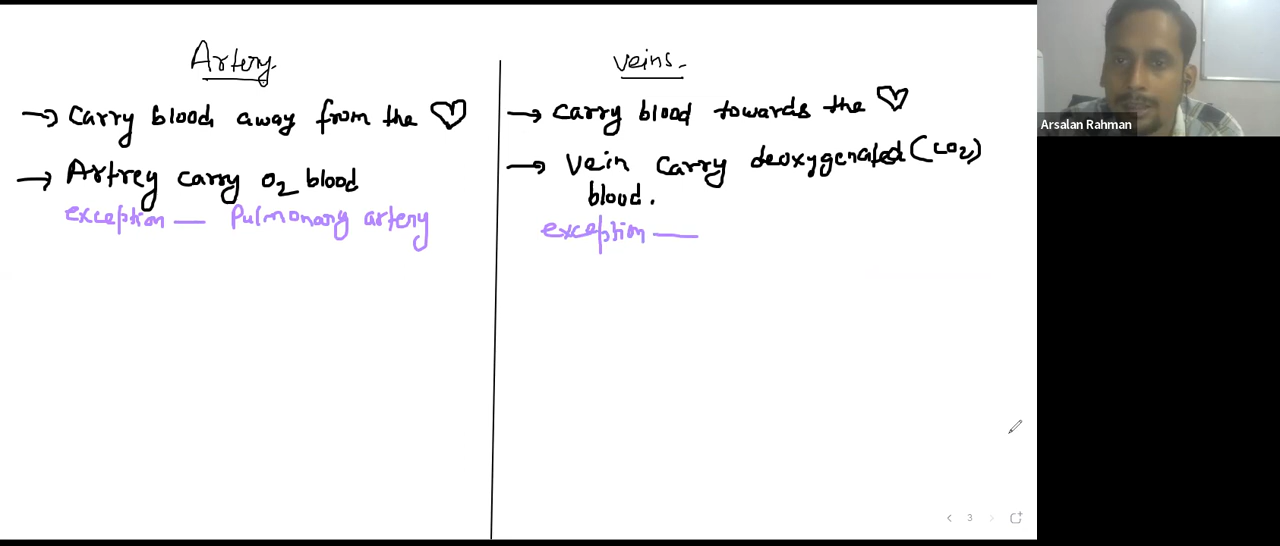 Artery.
→ Carry blood away from the ♡
→ Artrey carry O₂ blood
exception — Pulmonary artery
veins.
→ Carry blood towards the ♡
→ Vein carry deoxygenated (CO₂)
blood.
exception —
Arsalan Rahman
3